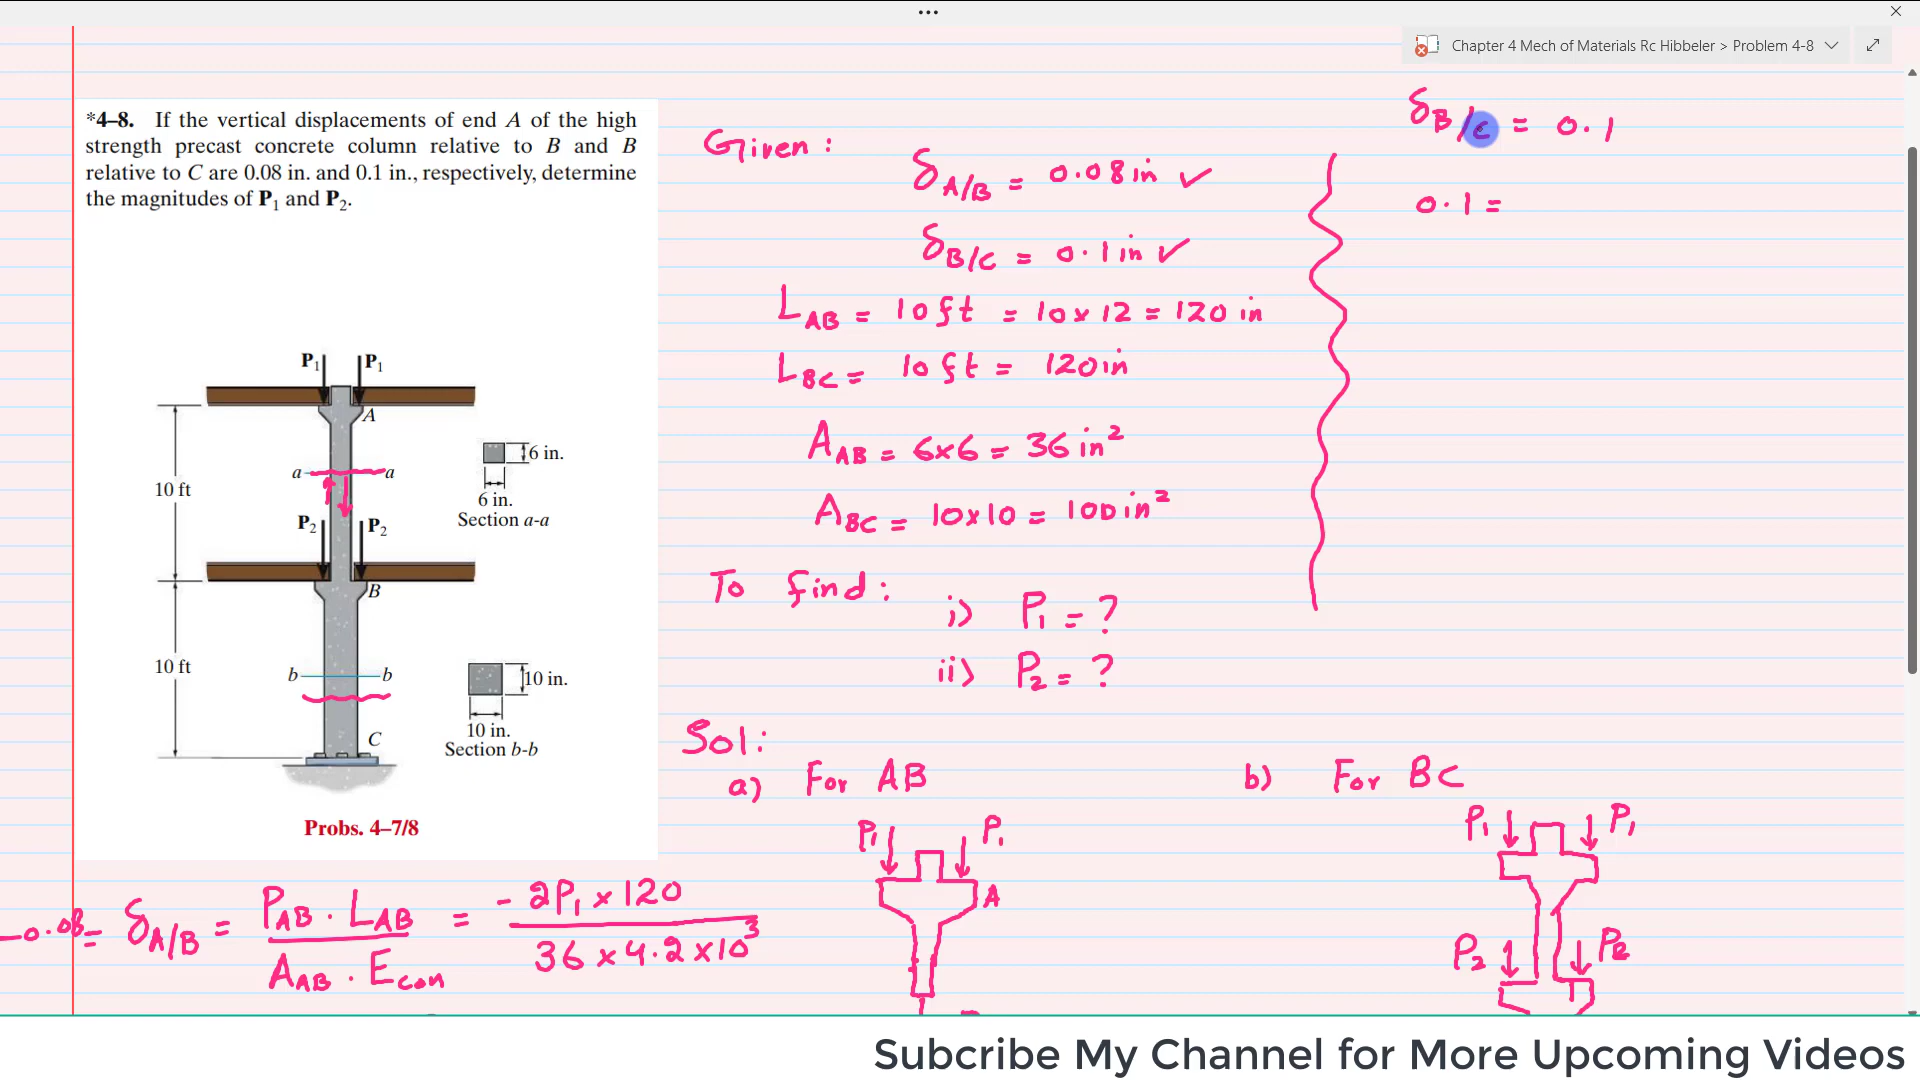 Chapter 4 Mech of Materials Rc Hibbeler > Problem 4-8
*4–8. If the vertical displacements of end A of the high
strength precast concrete column relative to B and B
relative to C are 0.08 in. and 0.1 in., respectively, determine
the magnitudes of P1 and P2.
P1 P1
A
a a
6 in.
10 ft
6 in.
Section a-a
P2 P2
B
10 ft
b b
10 in.
10 in.
Section b-b
C
Probs. 4–7/8
Given:
δA/B = 0.08 in ✓
δB/C = 0.1 in ✓
LAB = 10 ft = 10×12 = 120 in
LBC = 10 ft = 120 in
AAB = 6×6 = 36 in²
ABC = 10×10 = 100 in²
To find:
i) P1 = ?
ii) P2 = ?
Sol:
a) For AB
P1 P1
A
-0.08 = δA/B = PAB . LAB / AAB . Econ = -2P1 × 120 / 36 × 4.2 × 10³
δB/C = 0.1
0.1 =
b) For BC
P1 P1
P2 P2
Subcribe My Channel for More Upcoming Videos